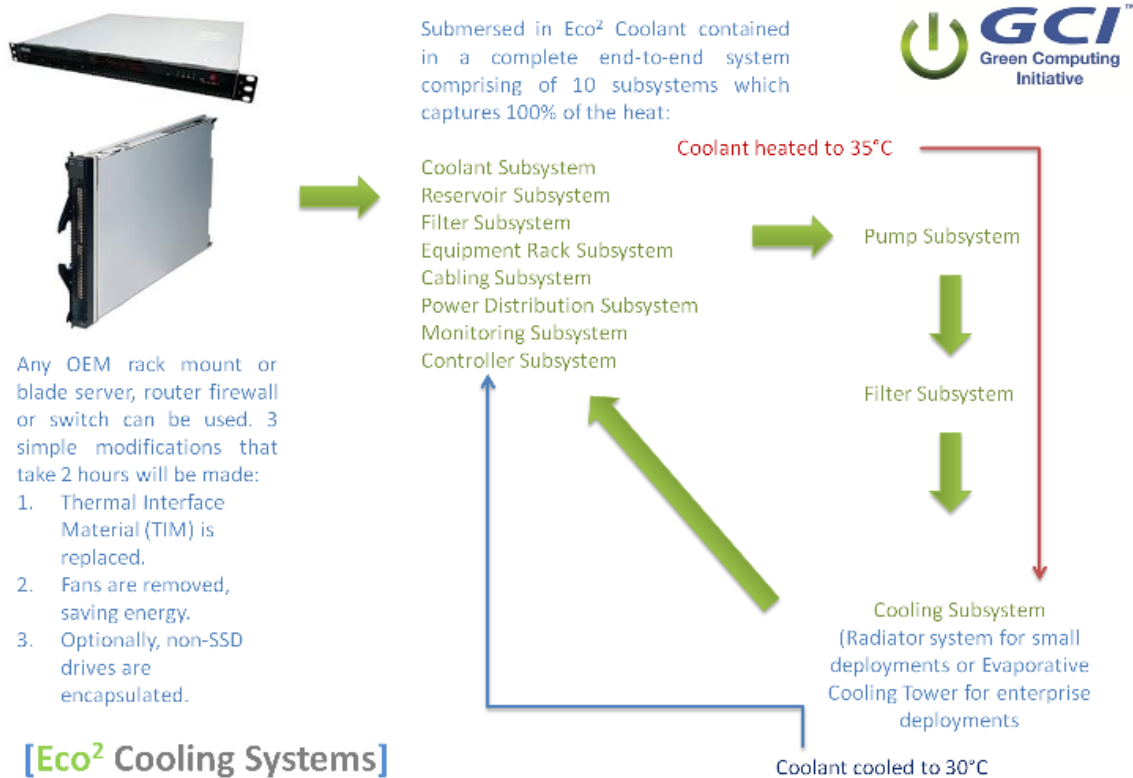 Submersed in Eco² Coolant contained
in a complete end-to-end system
comprising of 10 subsystems which
captures 100% of the heat:
GCI™
Green Computing
Initiative
Coolant heated to 35°C
Coolant Subsystem
Reservoir Subsystem
Filter Subsystem
Equipment Rack Subsystem
Cabling Subsystem
Power Distribution Subsystem
Monitoring Subsystem
Controller Subsystem
Pump Subsystem
Filter Subsystem
Any OEM rack mount or
blade server, router firewall
or switch can be used. 3
simple modifications that
take 2 hours will be made:
1. Thermal Interface
Material (TIM) is
replaced.
2. Fans are removed,
saving energy.
3. Optionally, non-SSD
drives are
encapsulated.
Cooling Subsystem
(Radiator system for small
deployments or Evaporative
Cooling Tower for enterprise
deployments
[Eco² Cooling Systems]
Coolant cooled to 30°C